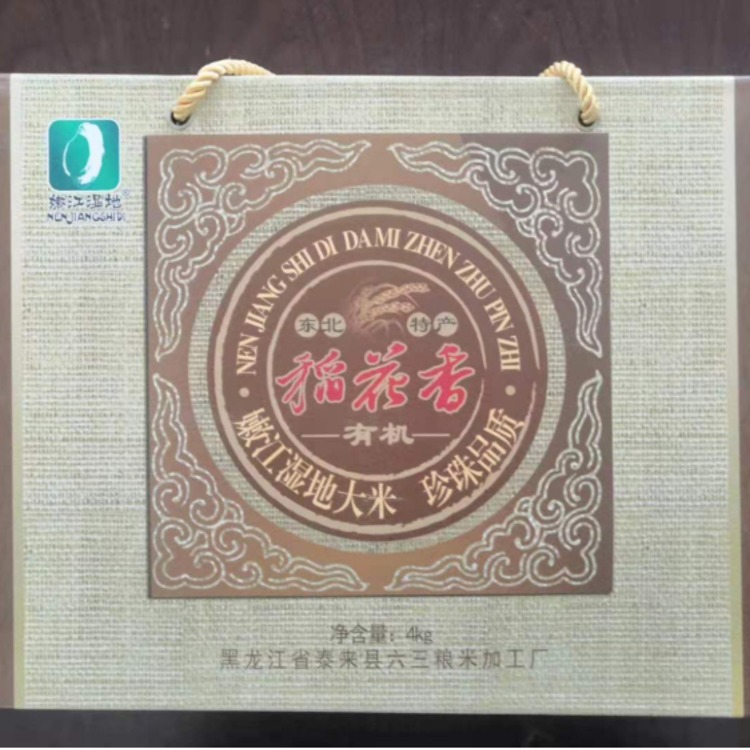 嫩江湿地®
NENJIANGSHIDI
NEN JIANG SHI DI DA MI ZHEN ZHU PIN ZHI
东北 特产
稻花香
有机
嫩江湿地大米 珍珠品质
净含量：4kg
黑龙江省泰来县六三粮米加工厂